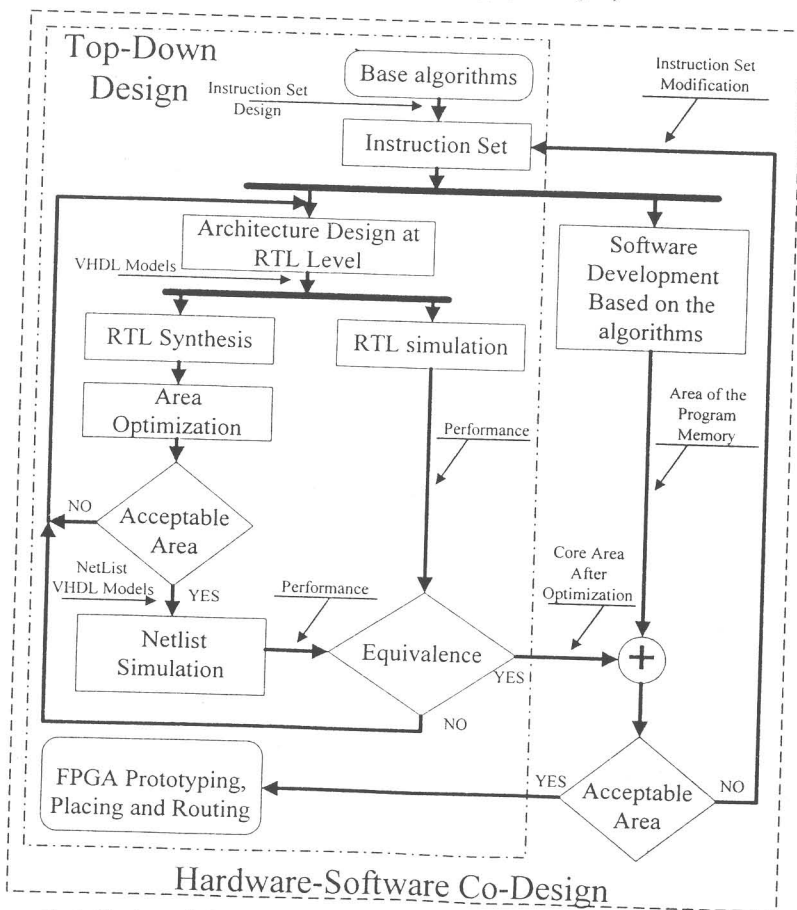 Top-Down
Design
Base algorithms
Instruction Set
Design
Instruction Set
Modification
Instruction Set
Architecture Design at
RTL Level
VHDL Models
Software
Development
Based on the
algorithms
RTL Synthesis
RTL simulation
Area
Optimization
Area of the
Program
Memory
Performance
NO
Acceptable
Area
NetList
VHDL Models
YES
Performance
Core Area
After
Optimization
Netlist
Simulation
Equivalence
YES
+
NO
FPGA Prototyping,
Placing and Routing
YES
Acceptable
Area
NO
Hardware-Software Co-Design